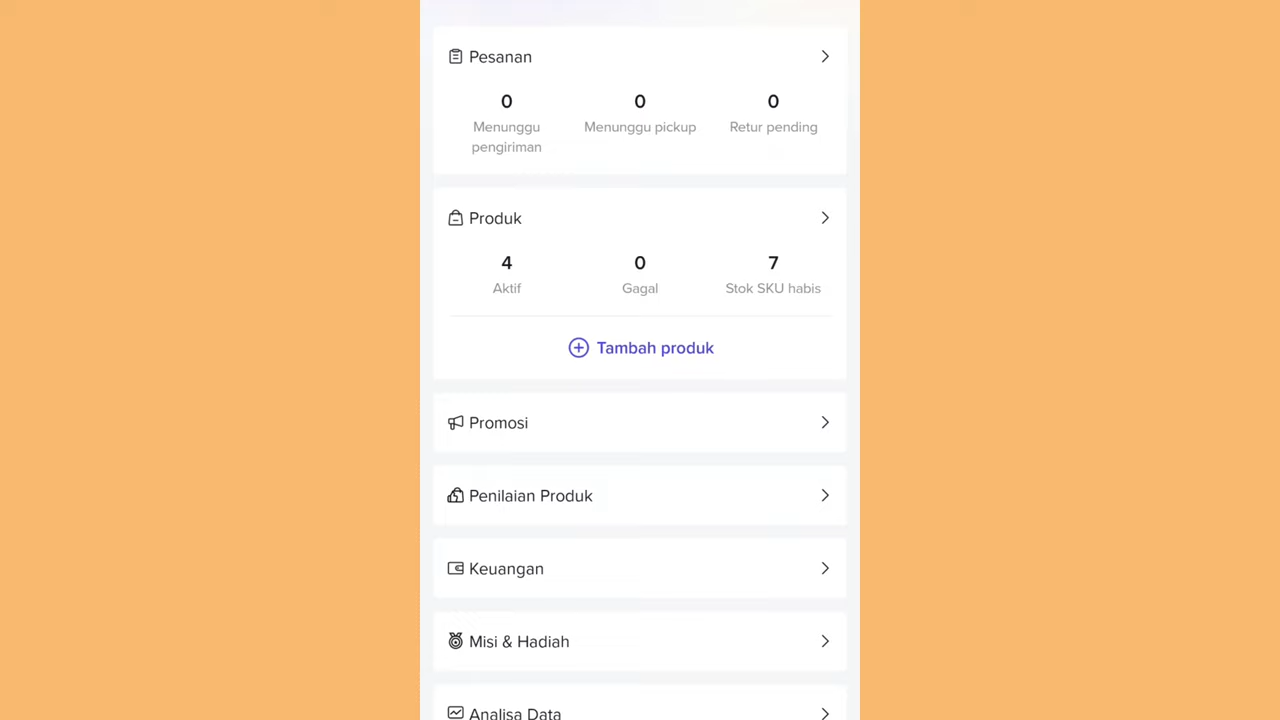 Pesanan
0 0 0
Menunggu pengiriman Menunggu pickup Retur pending
Produk
4 0 7
Aktif Gagal Stok SKU habis
Tambah produk
Promosi
Penilaian Produk
Keuangan
Misi & Hadiah
Analisa Data